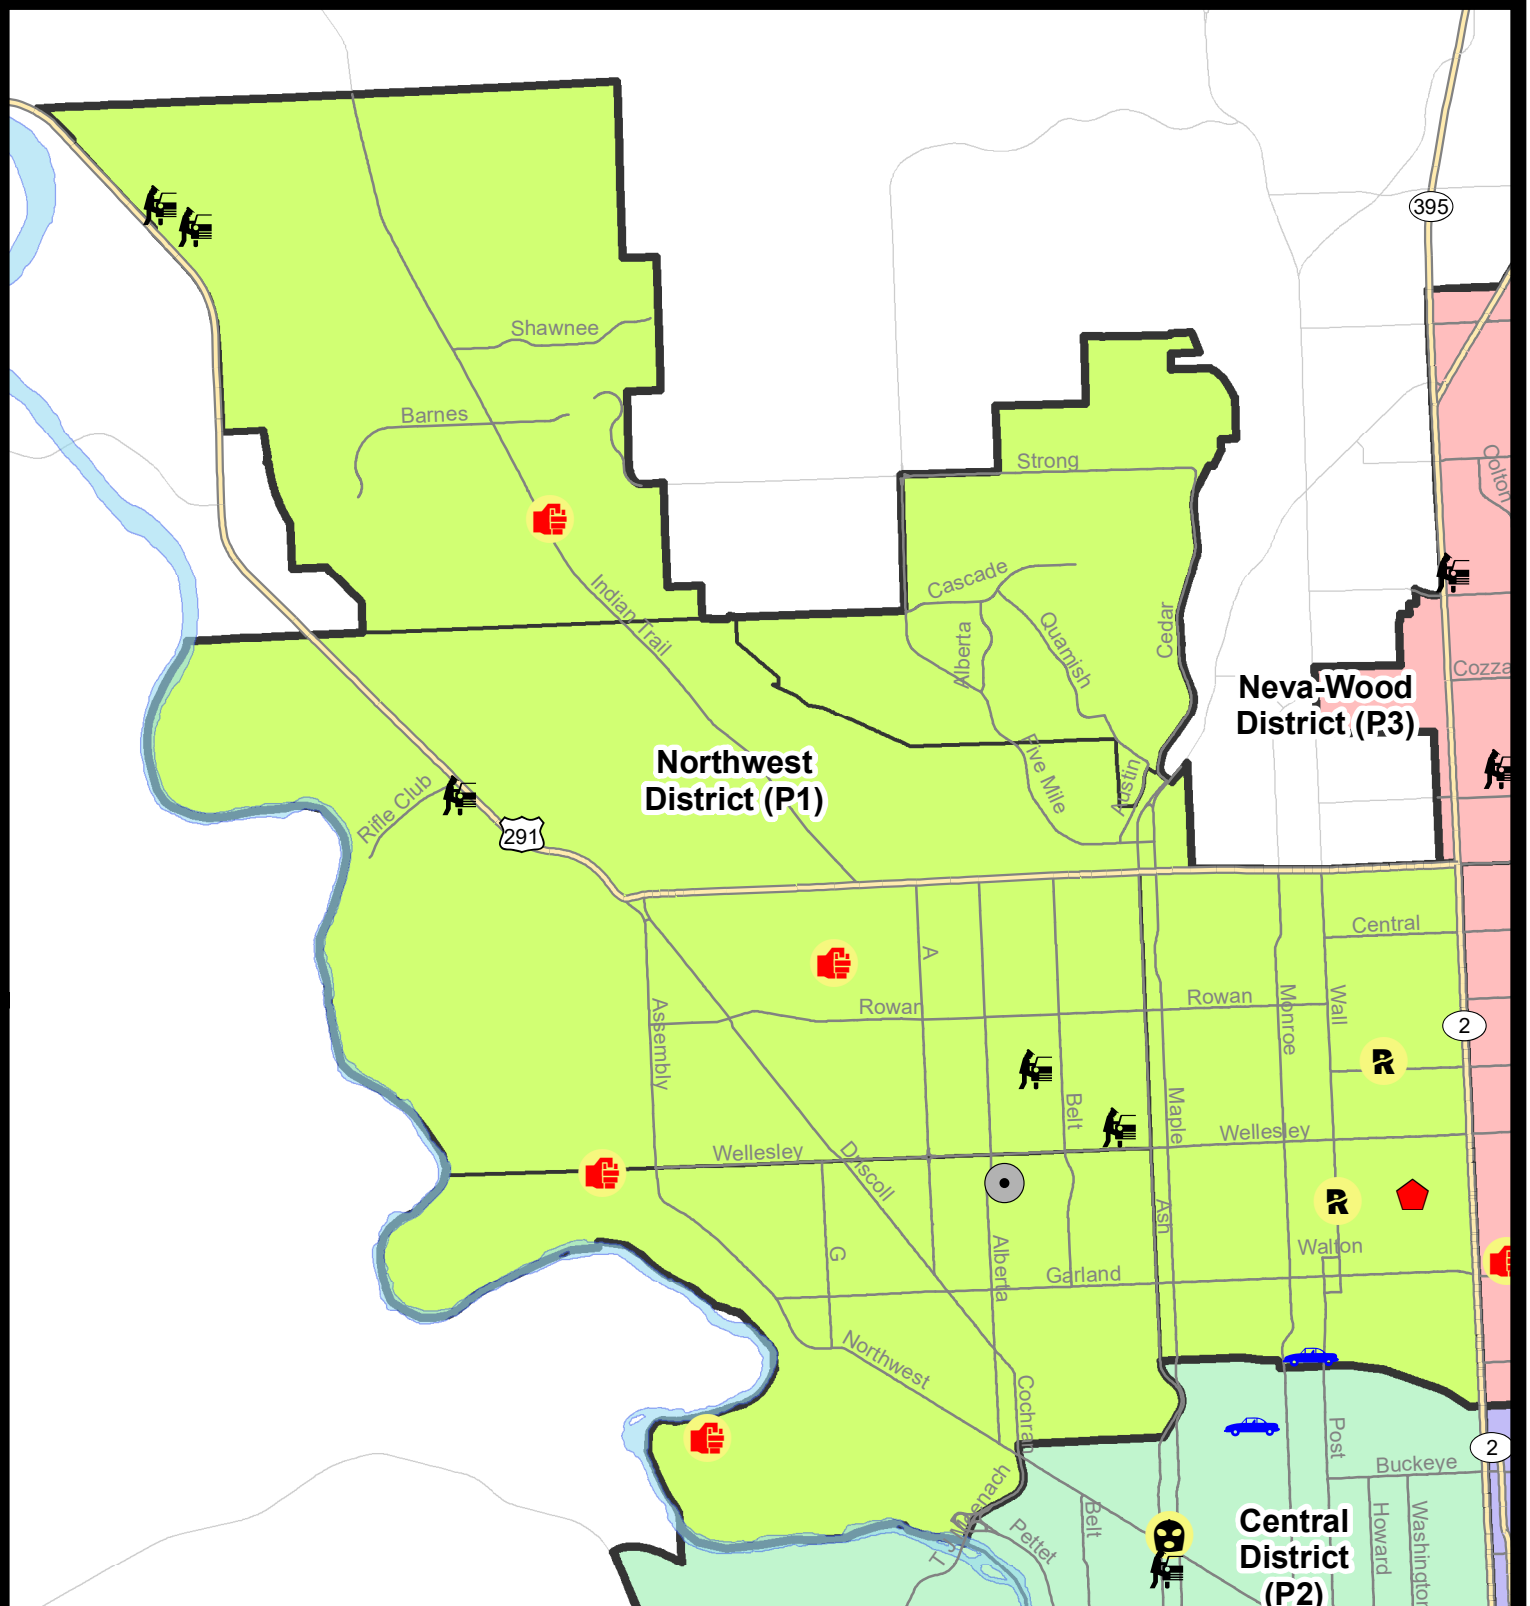 395
Shawnee
Barnes
Strong
Colton
Cascade
Indian Trail
Alberta
Quamish
Cedar
Cozza
Neva-Wood
District (P3)
Northwest
District (P1)
Five Mile
Austin
Rifle Club
291
Central
A
Rowan
Rowan
Assembly
Monroe
Wall
2
R
Belt
Maple
Wellesley
Wellesley
Driscoll
R
Ash
G
Alberta
Walton
Garland
Northwest
Cochran
Post
2
Buckeye
Belt
Pettet
Howard
Washington
Central
District
(P2)